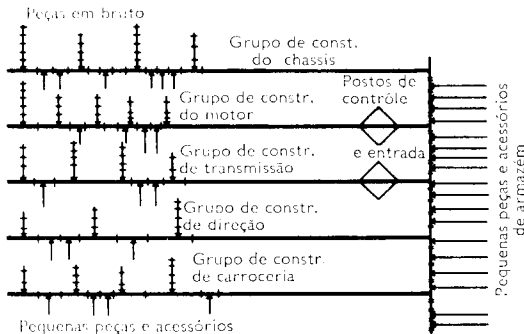 Peças em bruto
Grupo de const.
do chassis
Postos de
contrôle
Grupo de constr.
do motor
e entrada
Grupo de constr.
de transmissão
Grupo de constr.
de direção
Grupo de constr.
de carroceria
Pequenas peças e acessórios
Pequenas peças e acessórios
de armazem